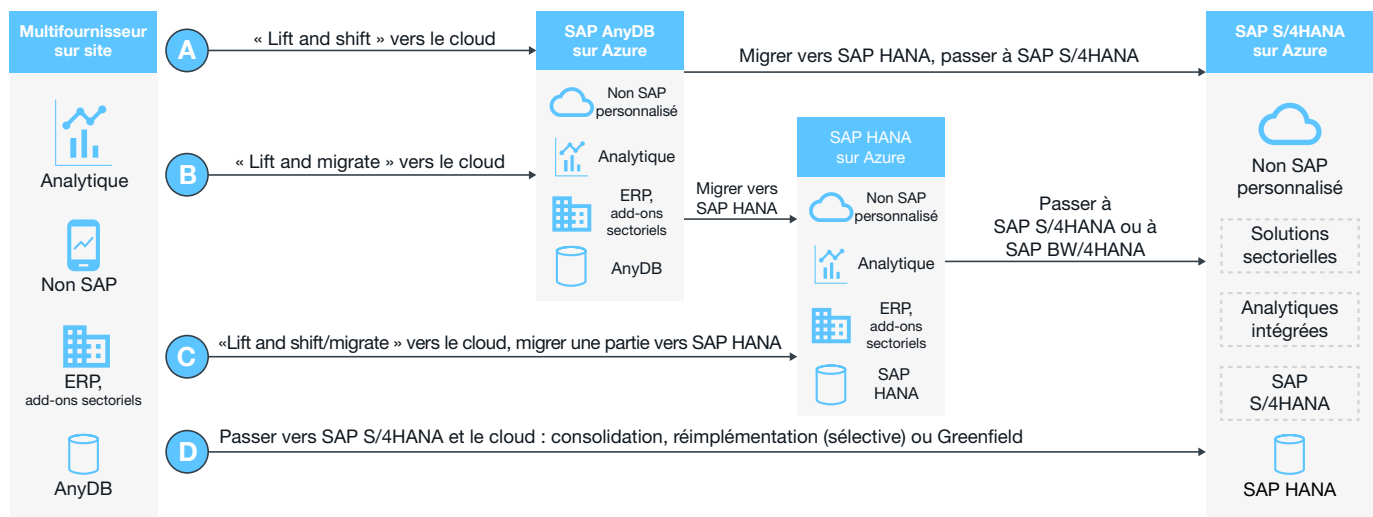 Multifournisseur
sur site
Analytique
Non SAP
ERP,
add-ons sectoriels
AnyDB
A
« Lift and shift » vers le cloud
B
« Lift and migrate » vers le cloud
C
«Lift and shift/migrate » vers le cloud, migrer une partie vers SAP HANA
D
Passer vers SAP S/4HANA et le cloud : consolidation, réimplémentation (sélective) ou Greenfield
SAP AnyDB
sur Azure
Non SAP
personnalisé
Analytique
ERP,
add-ons
sectoriels
AnyDB
Migrer vers SAP HANA, passer à SAP S/4HANA
Migrer vers
SAP HANA
SAP HANA
sur Azure
Non SAP
personnalisé
Analytique
ERP,
add-ons
sectoriels
SAP
HANA
Passer à
SAP S/4HANA ou à
SAP BW/4HANA
SAP S/4HANA
sur Azure
Non SAP
personnalisé
Solutions
sectorielles
Analytiques
intégrées
SAP
S/4HANA
SAP HANA